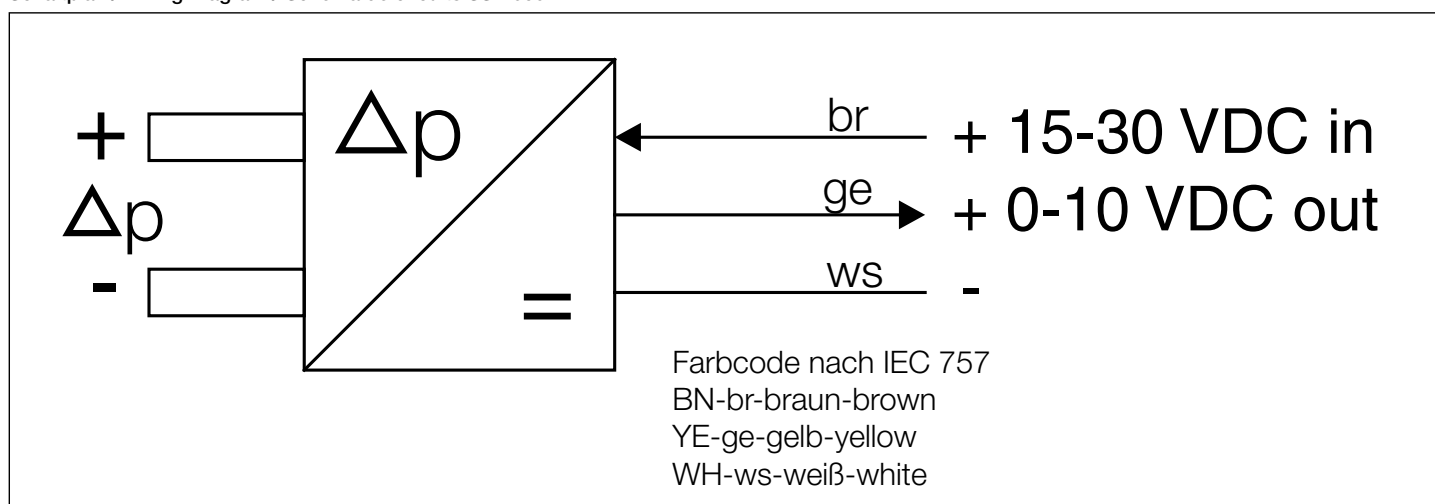 +
Δp
-
Δp
=
br
+ 15-30 VDC in
ge
+ 0-10 VDC out
ws
-
Farbcode nach IEC 757
BN-br-braun-brown
YE-ge-gelb-yellow
WH-ws-weiß-white